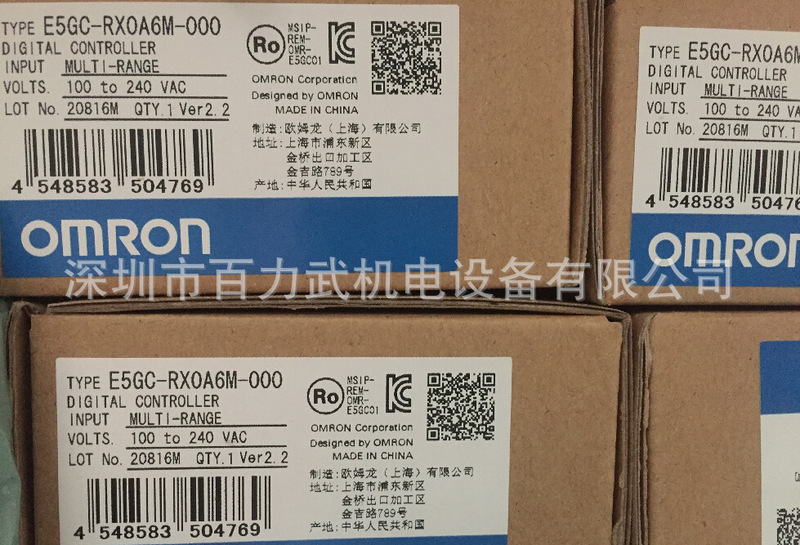 TYPE E5GC-RX0A6M-000
DIGITAL CONTROLLER
INPUT MULTI-RANGE
VOLTS. 100 to 240 VAC
LOT No. 20816M QTY.1 Ver2.2
4 548583 504769
Ro
MSIP-
REM-
OMR-
E5GC01
OMRON Corporation
Designed by OMRON
MADE IN CHINA
制造:欧姆龙(上海)有限公司
地址:上海市浦东新区
金桥出口加工区
金吉路789号
产地:中华人民共和国
OMRON
TYPE E5GC-RX0A6M
DIGITAL CONTROLLER
INPUT MULTI-RANGE
VOLTS. 100 to 240 VAC
LOT No. 20816M QTY.1
4 548583 504769
OMRON
深圳市百力武机电设备有限公司
TYPE E5GC-RX0A6M-000
DIGITAL CONTROLLER
INPUT MULTI-RANGE
VOLTS. 100 to 240 VAC
LOT No. 20816M QTY.1 Ver2.2
4 548583 504769
Ro
MSIP-
REM-
OMR-
E5GC01
OMRON Corporation
Designed by OMRON
MADE IN CHINA
制造:欧姆龙(上海)有限公司
地址:上海市浦东新区
金桥出口加工区
金吉路789号
产地:中华人民共和国